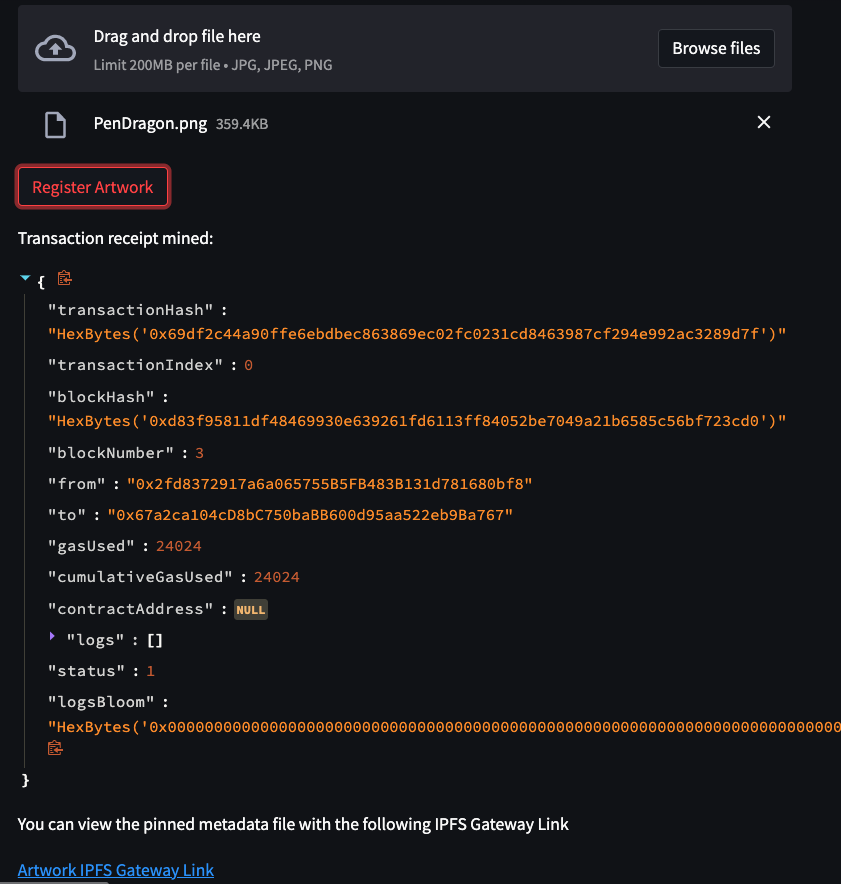 Drag and drop file here
Limit 200MB per file • JPG, JPEG, PNG
Browse files
PenDragon.png 359.4KB
Register Artwork
Transaction receipt mined:
{
"transactionHash" :
"HexBytes('0x69df2c44a90ffe6ebdbec863869ec02fc0231cd8463987cf294e992ac3289d7f')"
"transactionIndex" : 0
"blockHash" :
"HexBytes('0xd83f95811df48469930e639261fd6113ff84052be7049a21b6585c56bf723cd0')"
"blockNumber" : 3
"from" : "0x2fd8372917a6a065755B5FB483B131d781680bf8"
"to" : "0x67a2ca104cD8bC750baBB600d95aa522eb9Ba767"
"gasUsed" : 24024
"cumulativeGasUsed" : 24024
"contractAddress" : NULL
"logs" : []
"status" : 1
"logsBloom" :
"HexBytes('0x00000000000000000000000000000000000000000000000000000000000000000000000
}
You can view the pinned metadata file with the following IPFS Gateway Link
Artwork IPFS Gateway Link